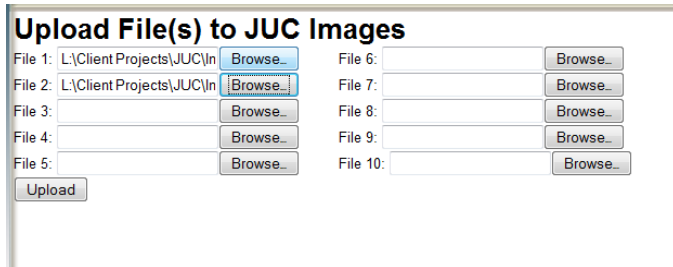 Upload File(s) to JUC Images
File 1: L:\Client Projects\JUC\In Browse... File 6: Browse...
File 2: L:\Client Projects\JUC\In Browse... File 7: Browse...
File 3: Browse... File 8: Browse...
File 4: Browse... File 9: Browse...
File 5: Browse... File 10: Browse...
Upload